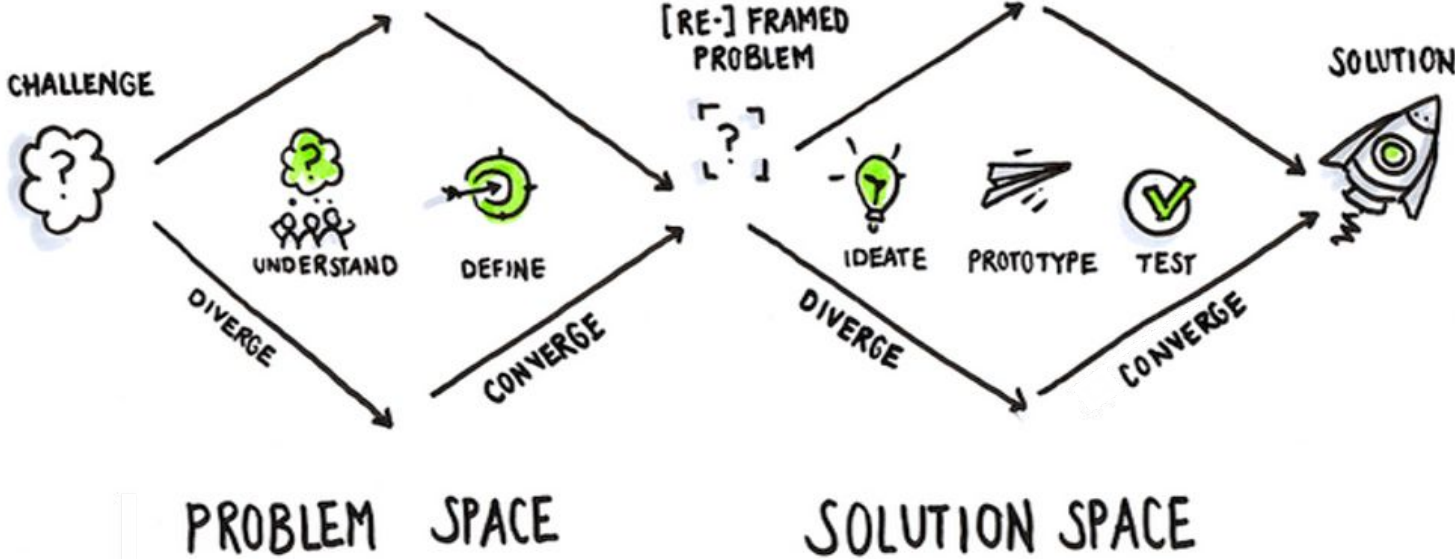 CHALLENGE
?
?
UNDERSTAND
DEFINE
DIVERGE
CONVERGE
[RE-] FRAMED
PROBLEM
?
IDEATE
PROTOTYPE
TEST
DIVERGE
CONVERGE
SOLUTION
PROBLEM SPACE
SOLUTION SPACE